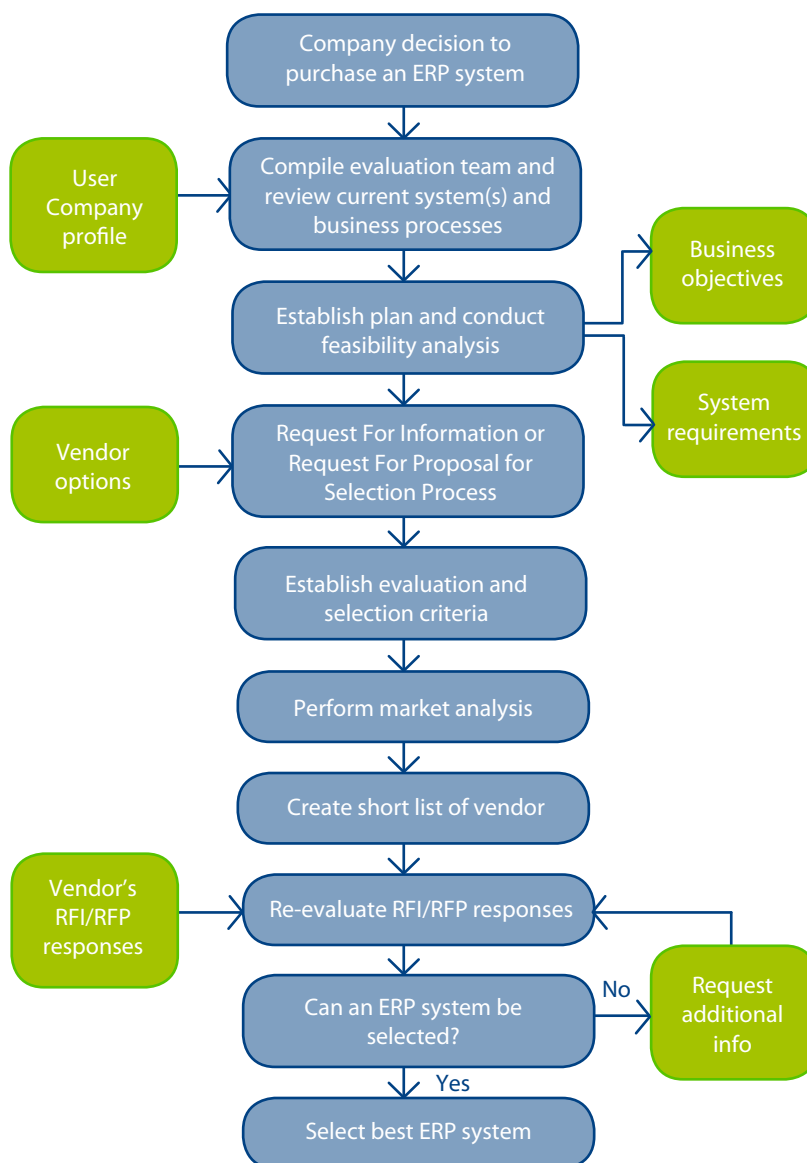 Company decision to
purchase an ERP system
User
Company
profile
Compile evaluation team and
review current system(s) and
business processes
Business
objectives
Establish plan and conduct
feasibility analysis
System
requirements
Vendor
options
Request For Information or
Request For Proposal for
Selection Process
Establish evaluation and
selection criteria
Perform market analysis
Create short list of vendor
Vendor's
RFI/RFP
responses
Re-evaluate RFI/RFP responses
Can an ERP system be
selected?
No
Request
additional
info
Yes
Select best ERP system